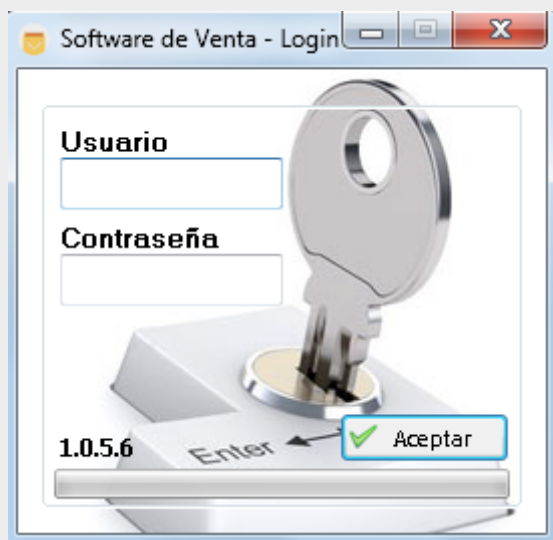 Software de Venta - Login
Usuario
Contraseña
1.0.5.6
Enter
Aceptar